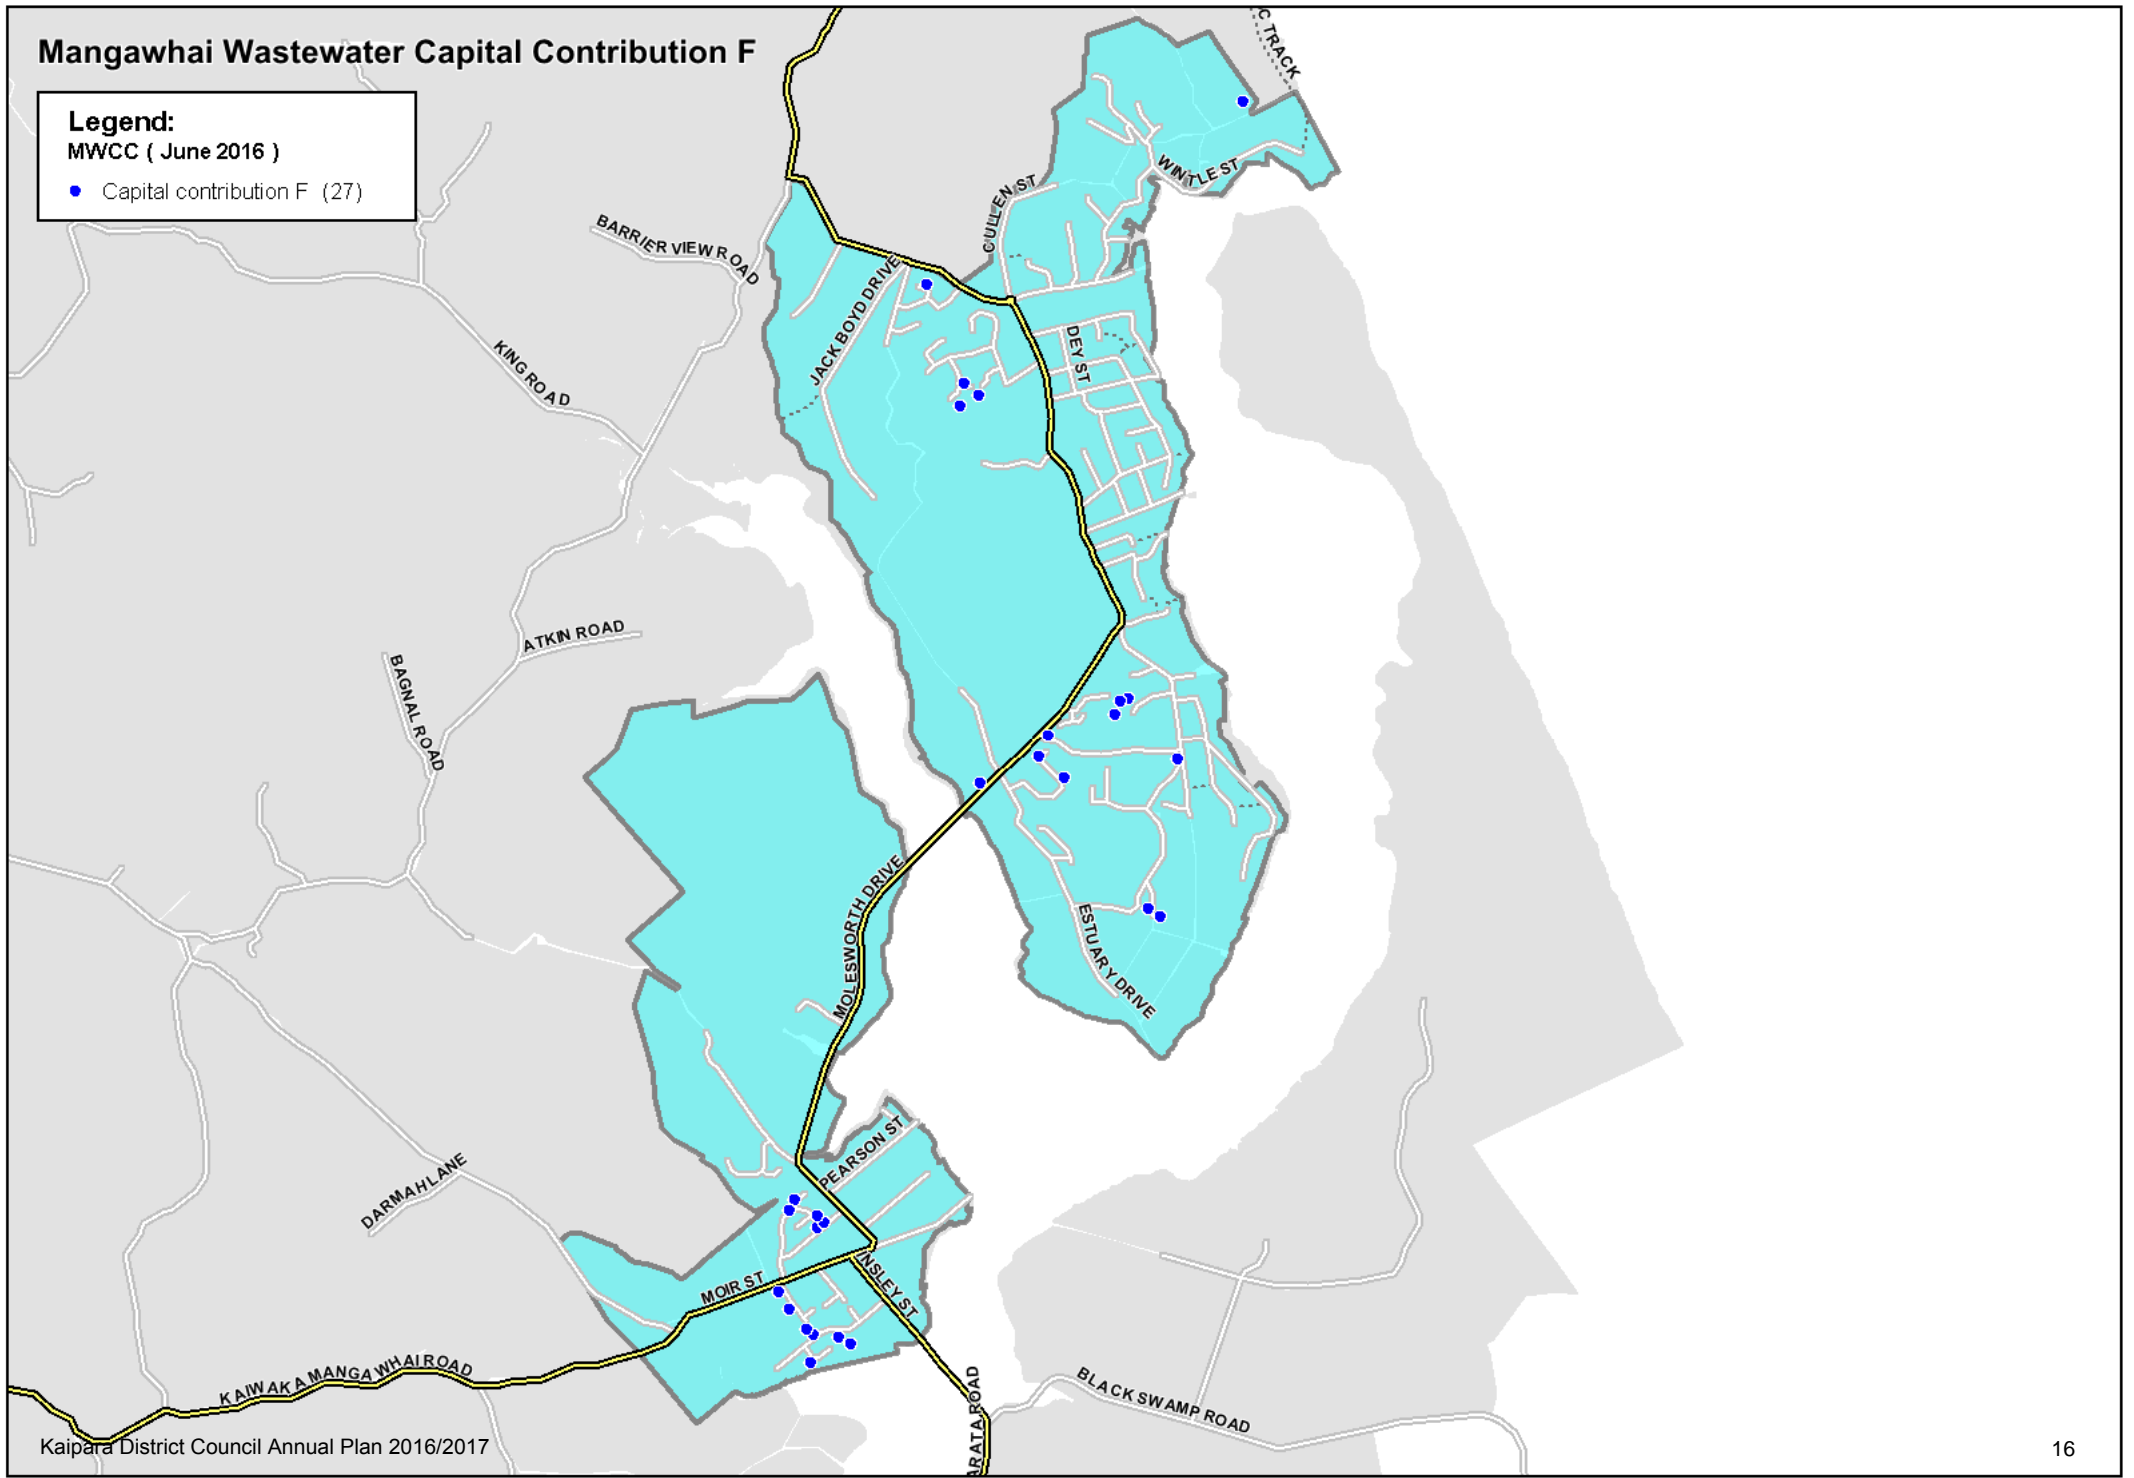 Mangawhai Wastewater Capital Contribution F
Legend:
MWCC ( June 2016 )
Capital contribution F (27)
C TRACK
WINTLE ST
CULLEN ST
BARRIER VIEW ROAD
JACK BOYD DRIVE
DEY ST
KING ROAD
ATKIN ROAD
BAGNAL ROAD
MOLESWORTH DRIVE
ESTUARY DRIVE
PEARSON ST
DARMAH LANE
MOIR ST
INSLEY ST
KAIWAKA MANGAWHAI ROAD
BLACK SWAMP ROAD
ARATA ROAD
Kaipara District Council Annual Plan 2016/2017
16